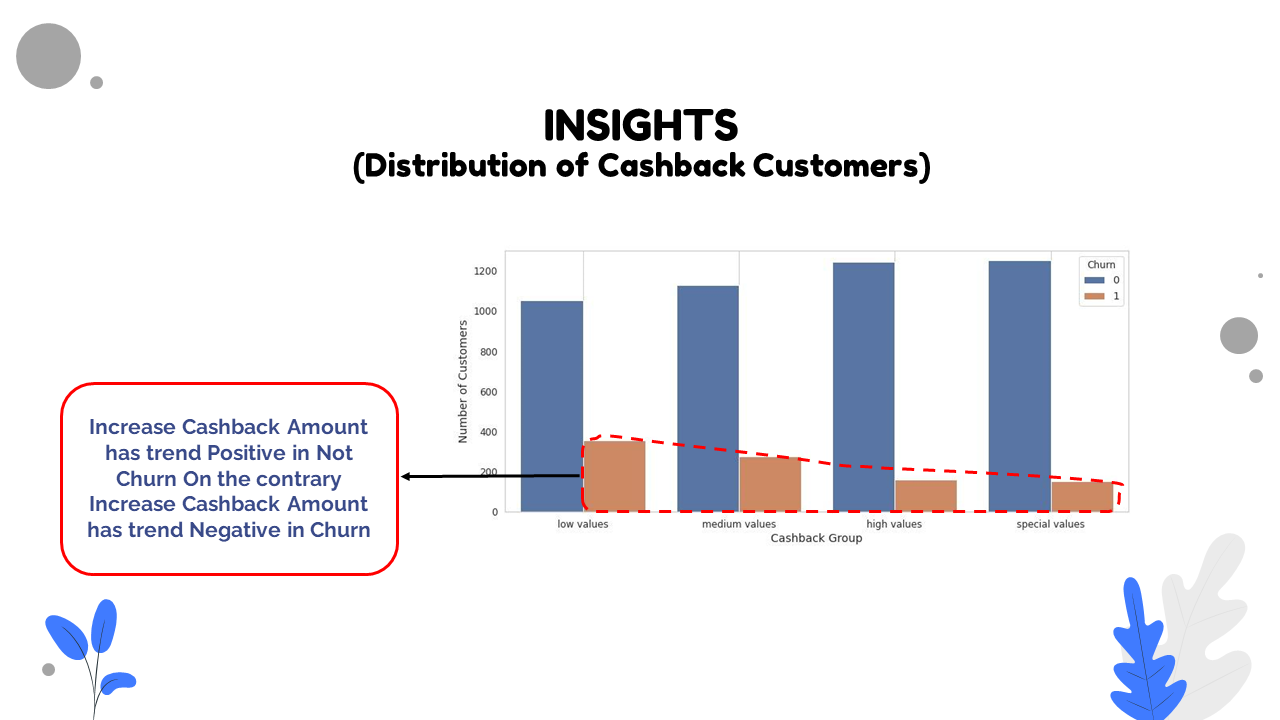 INSIGHTS
(Distribution of Cashback Customers)
Increase Cashback Amount
has trend Positive in Not
Churn On the contrary
Increase Cashback Amount
has trend Negative in Churn
Number of Customers
1200
1000
800
600
400
200
0
Churn
0
1
low values
medium values
high values
special values
Cashback Group